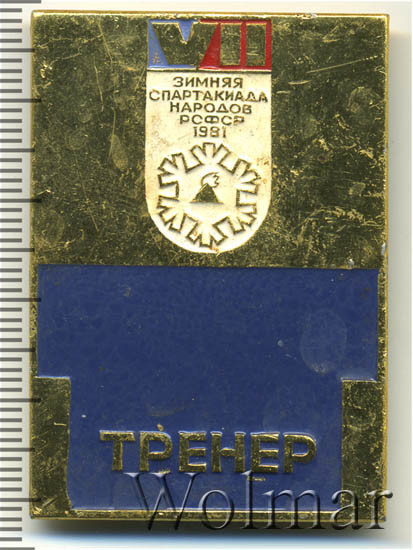 VII
ЗИМНЯЯ
СПАРТАКИАДА
НАРОДОВ
РСФСР
1981
ТРЕНЕР
Wolmar